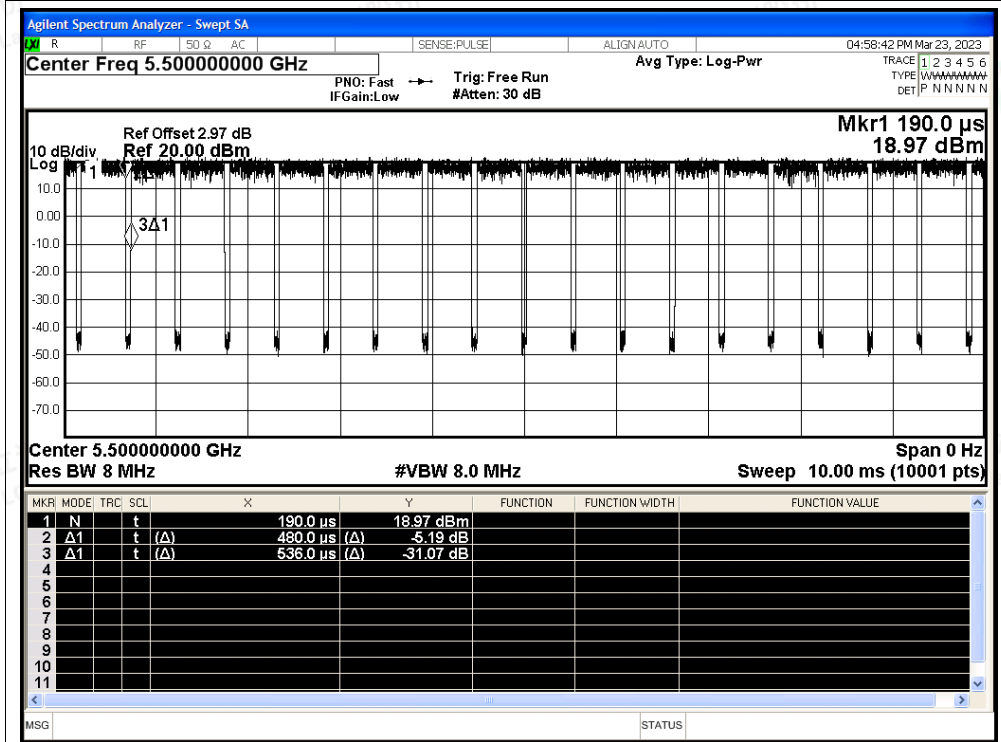 Agilent Spectrum Analyzer - Swept SA
LXI R RF 50 Ω AC SENSE:PULSE ALIGN AUTO 04:58:42 PM Mar 23, 2023
Center Freq 5.500000000 GHz Avg Type: Log-Pwr TRACE 1 2 3 4 5 6
PNO: Fast Trig: Free Run TYPE WWWWWW
IFGain:Low #Atten: 30 dB DET P N N N N N
Mkr1 190.0 µs
Ref Offset 2.97 dB
10 dB/div Ref 20.00 dBm 18.97 dBm
Log
1
10.0
0.00
3Δ1
-10.0
-20.0
-30.0
-40.0
-50.0
-60.0
-70.0
Center 5.500000000 GHz Span 0 Hz
Res BW 8 MHz #VBW 8.0 MHz Sweep 10.00 ms (10001 pts)
MKR MODE TRC SCL X Y FUNCTION FUNCTION WIDTH FUNCTION VALUE
1 N t 190.0 µs 18.97 dBm
2 Δ1 t (Δ) 480.0 µs (Δ) -5.19 dB
3 Δ1 t (Δ) 536.0 µs (Δ) -31.07 dB
4
5
6
7
8
9
10
11
MSG STATUS